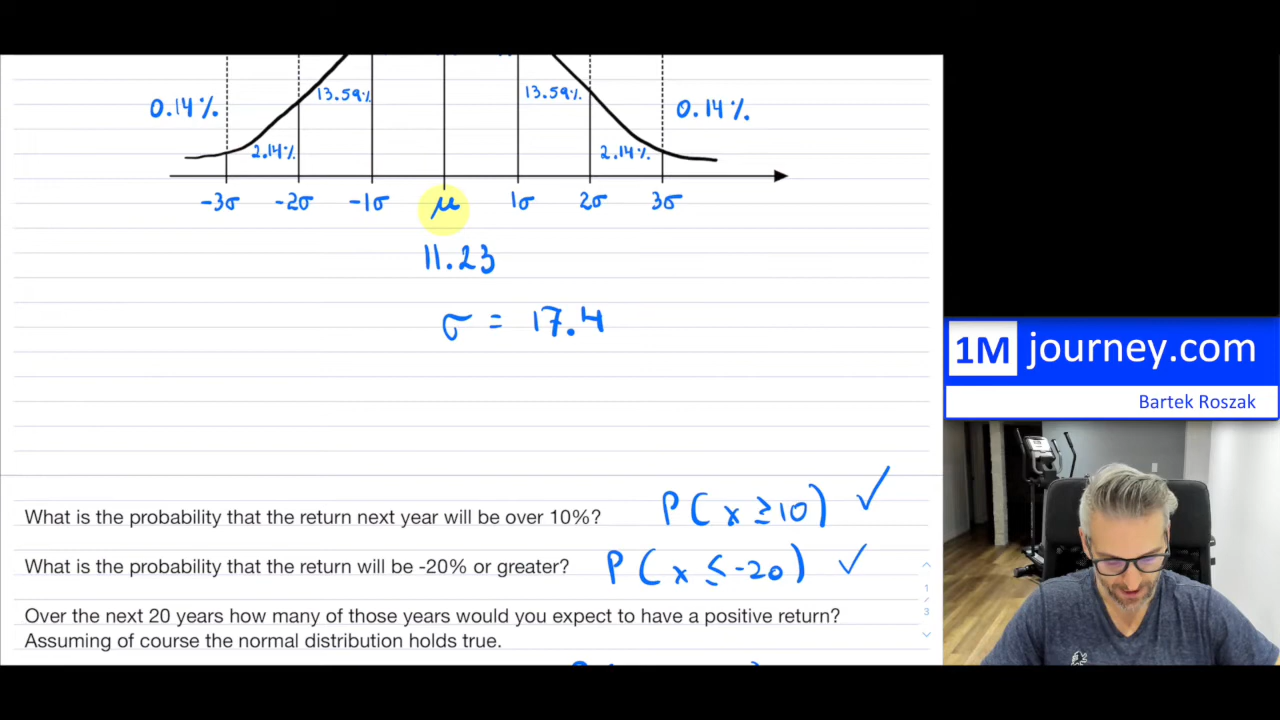 13.59% 13.59%
0.14% 0.14%
2.14% 2.14%
-3σ -2σ -1σ μ 1σ 2σ 3σ
11.23
σ = 17.4
1M journey.com
Bartek Roszak
What is the probability that the return next year will be over 10%? P(x ≥ 10) ✓
What is the probability that the return will be -20% or greater? P(x ≤ -20) ✓
1
/
3
Over the next 20 years how many of those years would you expect to have a positive return?
Assuming of course the normal distribution holds true.